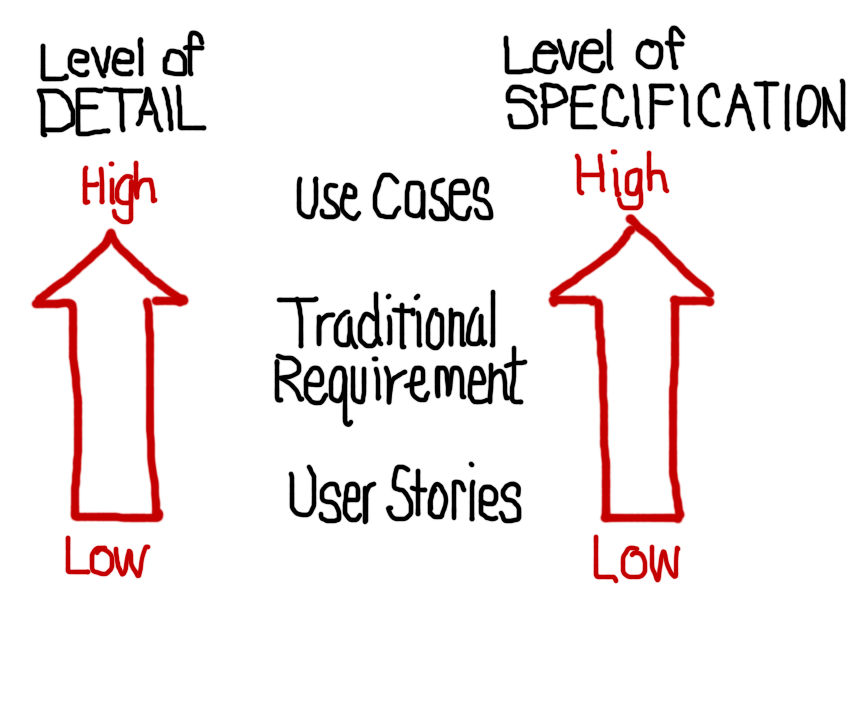 Level of
DETAIL
High
Low
Use Cases
Traditional
Requirement
User Stories
Level of
SPECIFICATION
High
Low